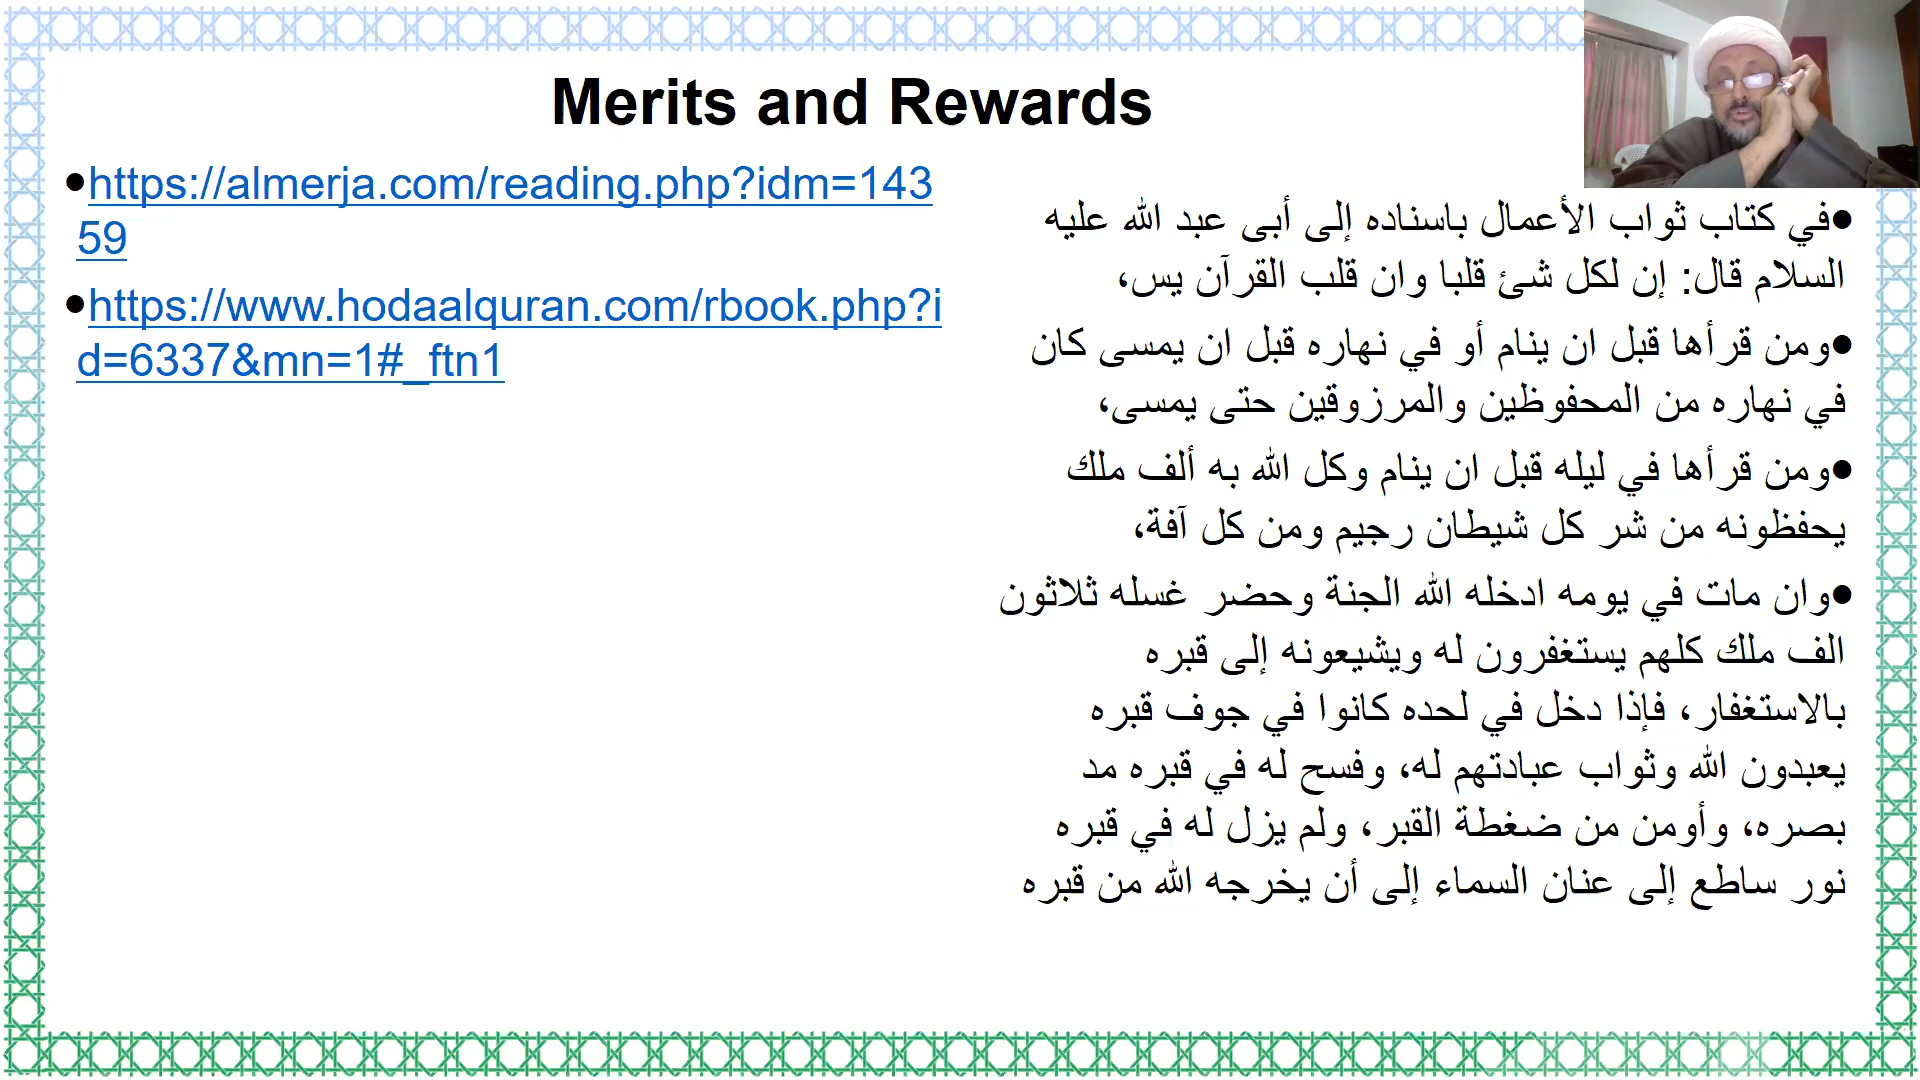 Merits and Rewards
•https://almerja.com/reading.php?idm=143
59
•https://www.hodaalquran.com/rbook.php?i
d=6337&mn=1#_ftn1
•في كتاب ثواب الأعمال باسناده إلى أبى عبد الله عليه
السلام قال: إن لكل شئ قلبا وان قلب القرآن يس،
•ومن قرأها قبل ان ينام أو في نهاره قبل ان يمسى كان
في نهاره من المحفوظين والمرزوقين حتى يمسى،
•ومن قرأها في ليله قبل ان ينام وكل الله به ألف ملك
يحفظونه من شر كل شيطان رجيم ومن كل آفة،
•وان مات في يومه ادخله الله الجنة وحضر غسله ثلاثون
الف ملك كلهم يستغفرون له ويشيعونه إلى قبره
بالاستغفار، فإذا دخل في لحده كانوا في جوف قبره
يعبدون الله وثواب عبادتهم له، وفسح له في قبره مد
بصره، وأومن من ضغطة القبر، ولم يزل له في قبره
نور ساطع إلى عنان السماء إلى أن يخرجه الله من قبره